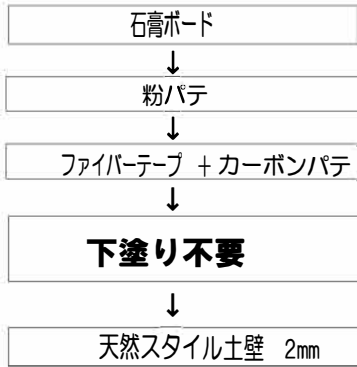 石膏ボード
↓
粉パテ
↓
ファイバーテープ + カーボンパテ
↓
下塗り不要
↓
天然スタイル土壁 2mm